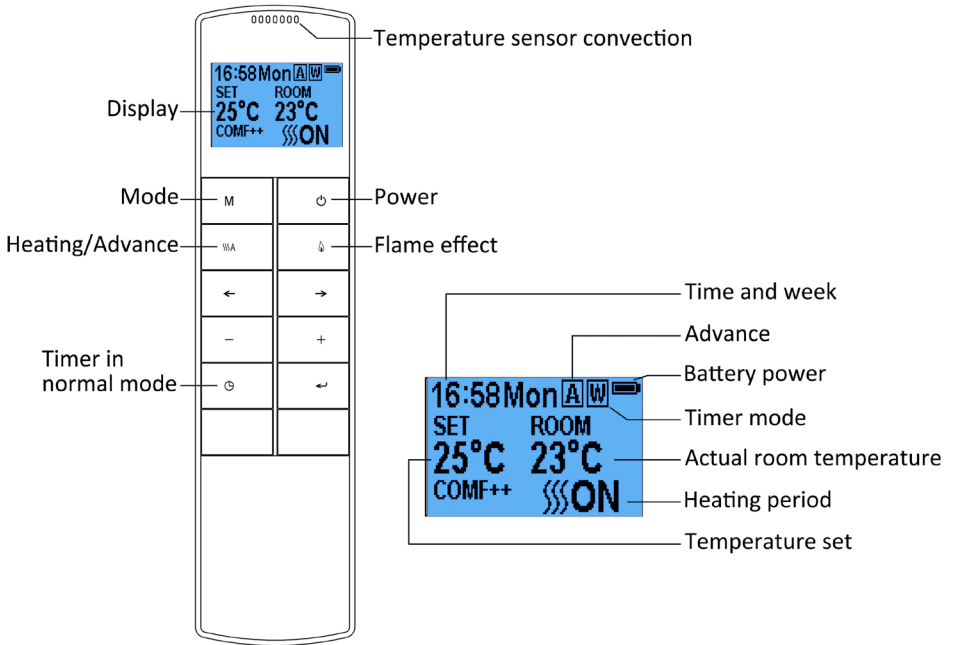 0000000
Temperature sensor convection
16:58Mon A W
SET ROOM
25°C 23°C
COMF++ ON
Display
Mode
M
Power
Heating/Advance
A
Flame effect
← →
− +
Timer in
normal mode
Time and week
Advance
Battery power
16:58Mon A W
Timer mode
SET ROOM
25°C 23°C
Actual room temperature
COMF++ ON
Heating period
Temperature set